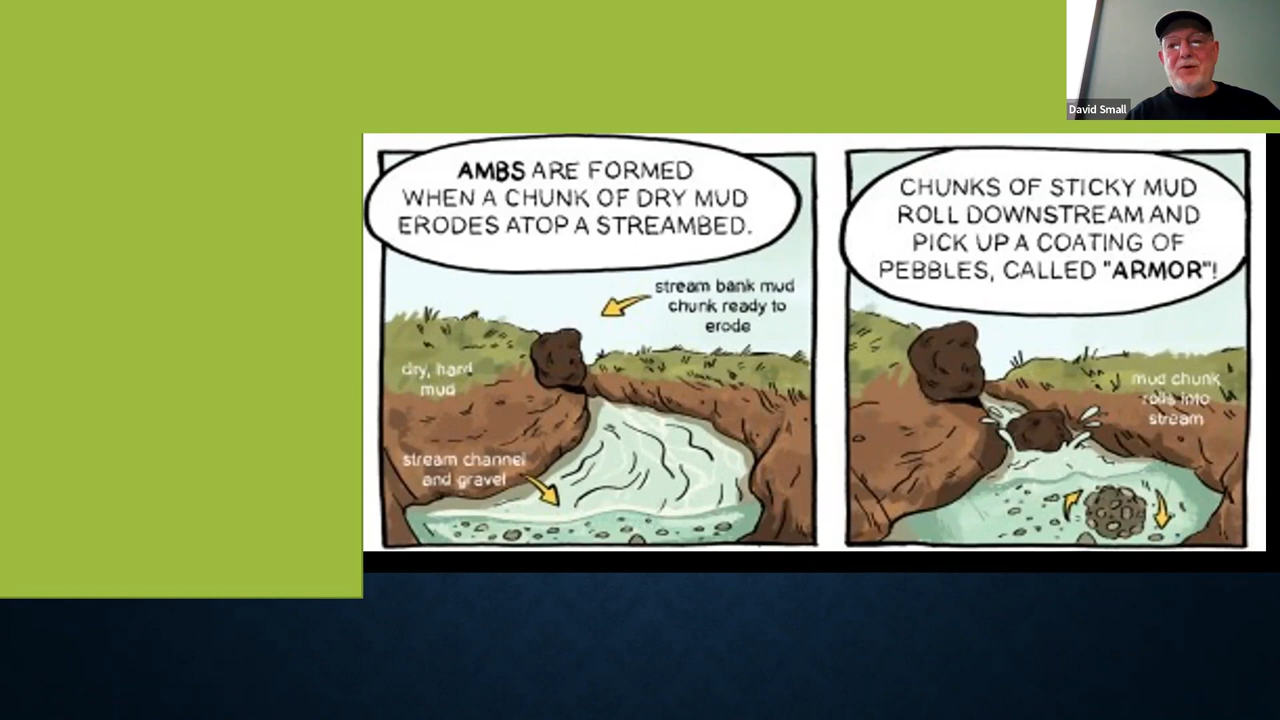 David Small
AMBS ARE FORMED
WHEN A CHUNK OF DRY MUD
ERODES ATOP A STREAMBED.
stream bank mud
chunk ready to
erode
dry, hard
mud
stream channel
and gravel
CHUNKS OF STICKY MUD
ROLL DOWNSTREAM AND
PICK UP A COATING OF
PEBBLES, CALLED "ARMOR"!
mud chunk
rolls into
stream